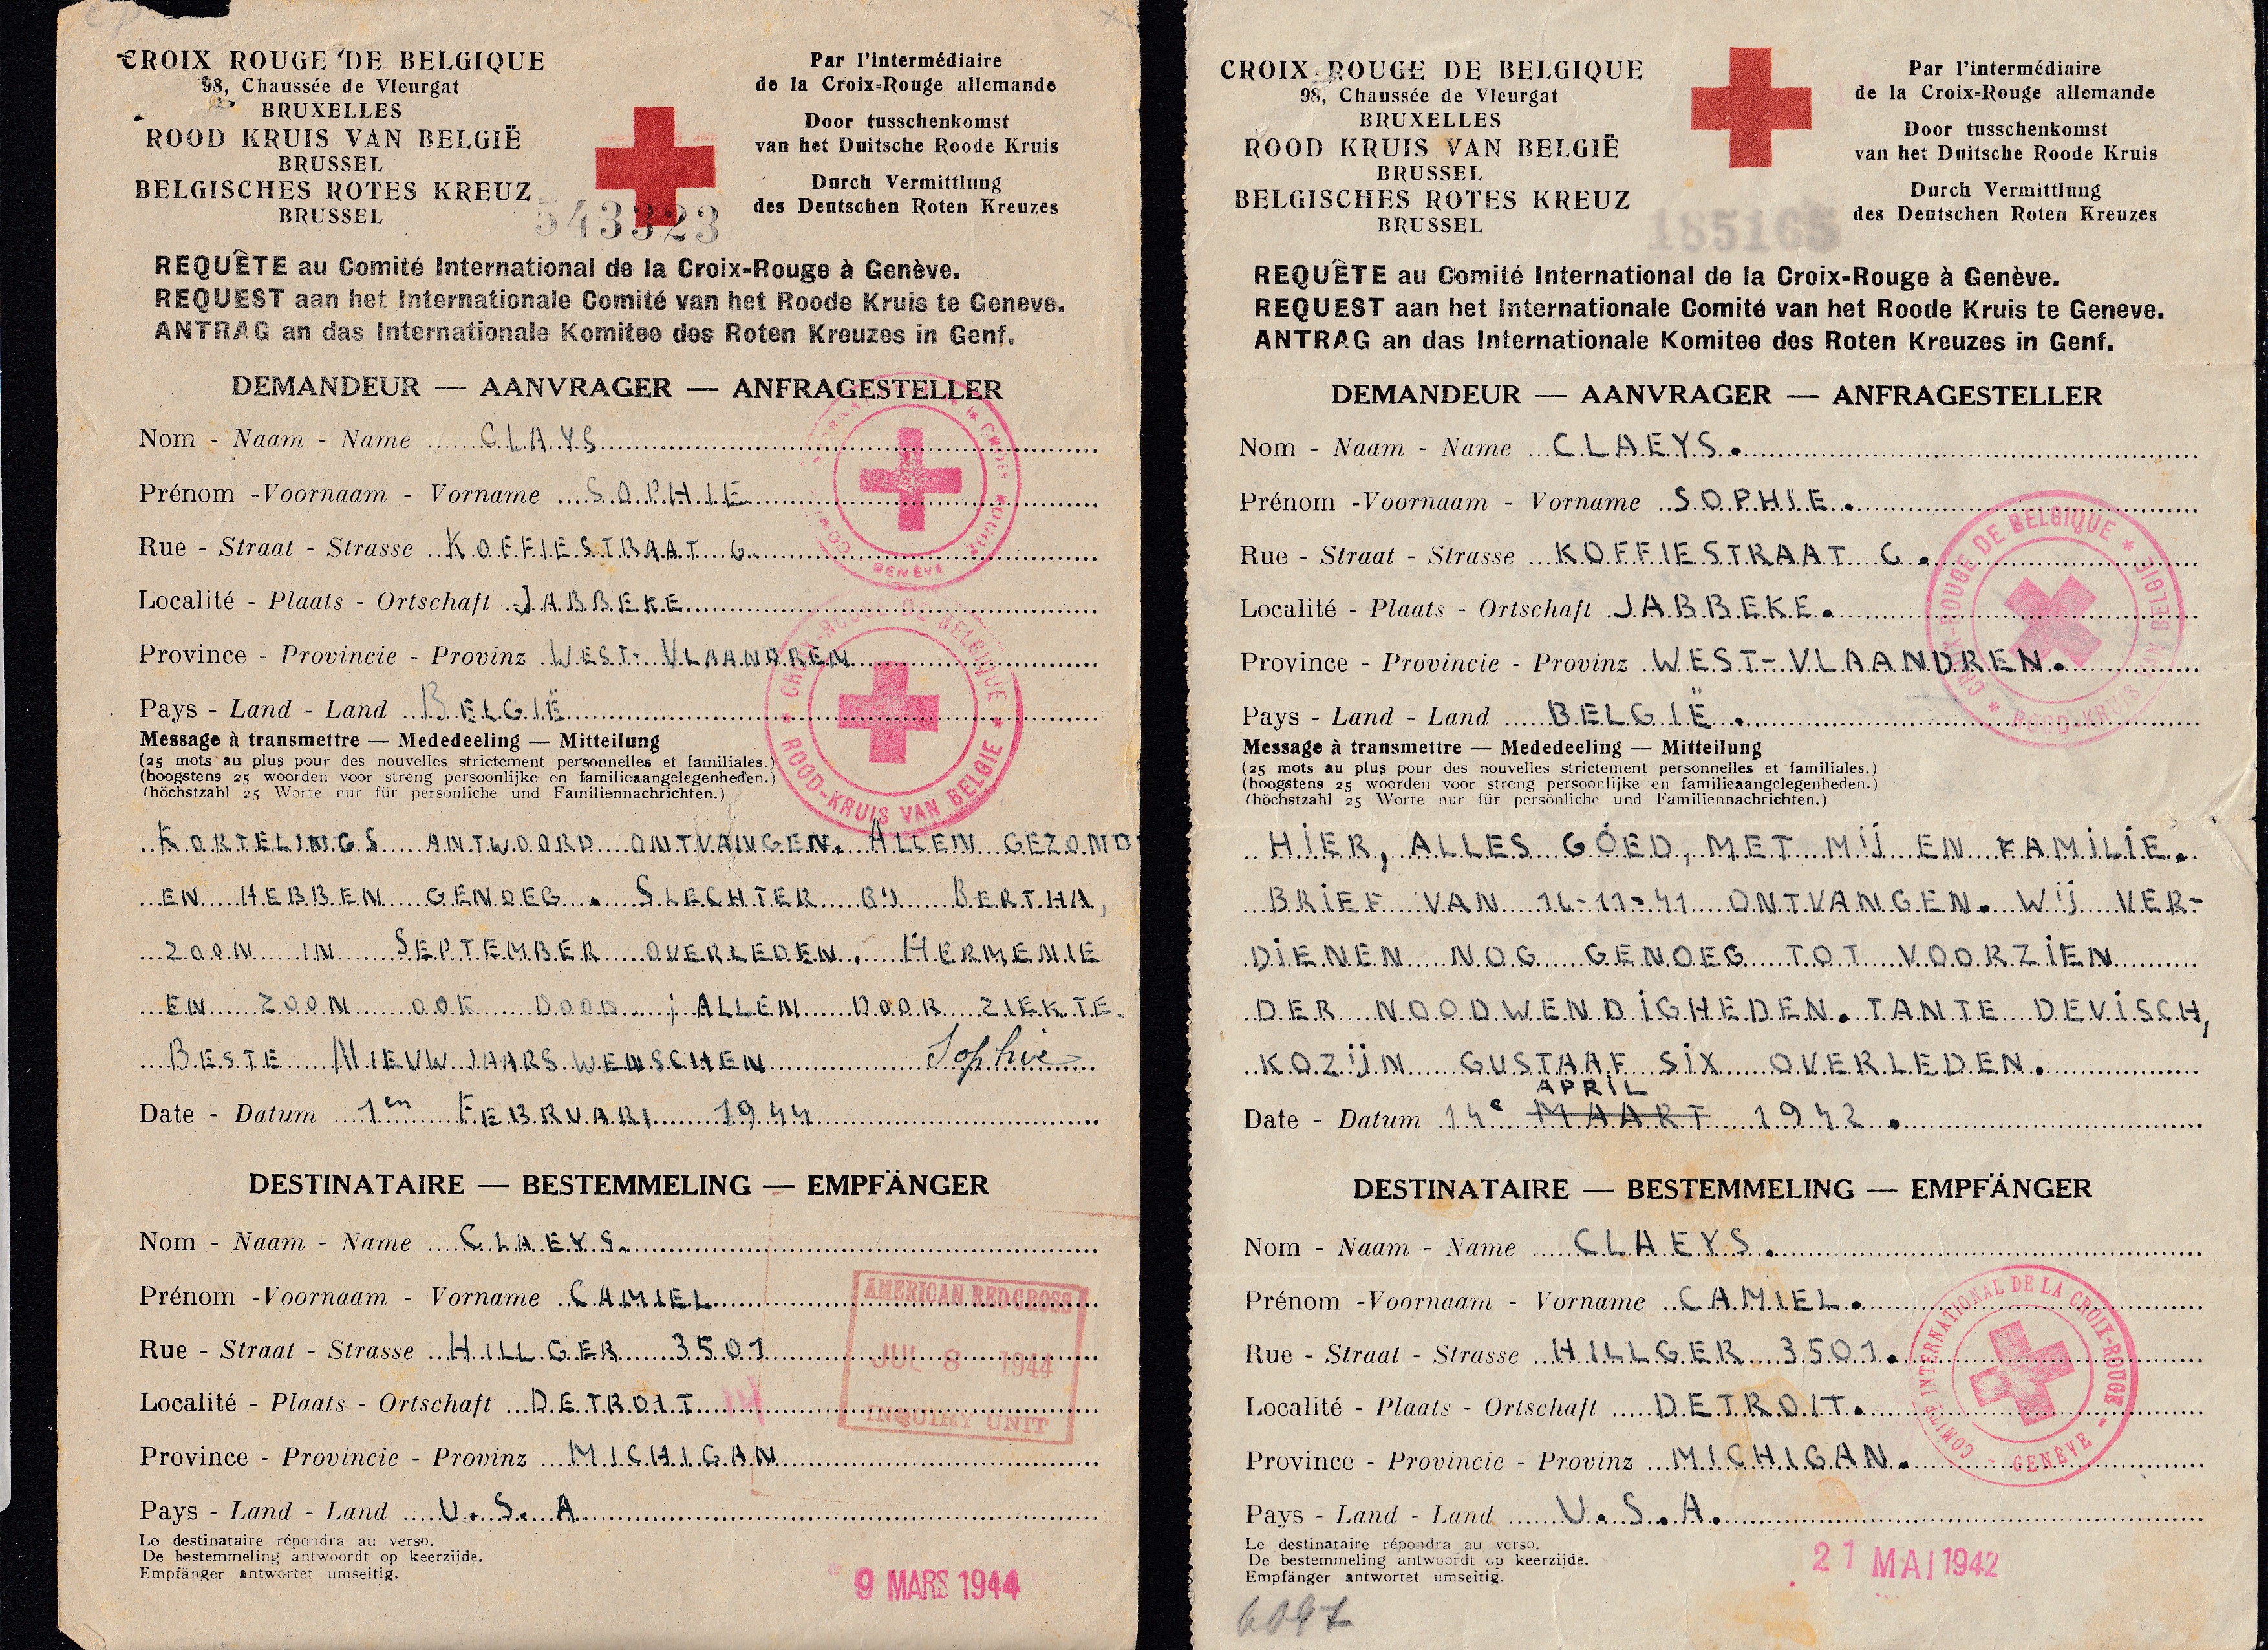 CROIX ROUGE DE BELGIQUE
98, Chaussée de Vleurgat
BRUXELLES
ROOD KRUIS VAN BELGIË
BRUSSEL
BELGISCHES ROTES KREUZ
BRUSSEL
Par l'intermédiaire
de la Croix-Rouge allemande
Door tusschenkomst
van het Duitsche Roode Kruis
Durch Vermittlung
des Deutschen Roten Kreuzes
543323
REQUÊTE au Comité International de la Croix-Rouge à Genève.
REQUEST aan het Internationale Comité van het Roode Kruis te Geneve.
ANTRAG an das Internationale Komitee des Roten Kreuzes in Genf.
DEMANDEUR — AANVRAGER — ANFRAGESTELLER
Nom - Naam - Name CLAYS
Prénom -Voornaam - Vorname SOPHIE
Rue - Straat - Strasse KOFFIESTRAAT 6
Localité - Plaats - Ortschaft JABBEKE
Province - Provincie - Provinz WEST-VLAANDREN
Pays - Land - Land BELGIË
GENÈVE
CROIX-ROUGE DE BELGIQUE * ROOD-KRUIS VAN BELGIE *
Message à transmettre — Mededeeling — Mitteilung
(25 mots au plus pour des nouvelles strictement personnelles et familiales.)
(hoogstens 25 woorden voor streng persoonlijke en familieaangelegenheden.)
(höchstzahl 25 Worte nur für persönliche und Familiennachrichten.)
KORTELINGS ANTWOORD ONTVANGEN. ALLEN GEZOND
EN HEBBEN GENOEG. SLECHTER BIJ BERTHA,
ZOON IN SEPTEMBER OVERLEDEN. HERMENIE
EN ZOON OOK DOOD; ALLEN DOOR ZIEKTE.
BESTE NIEUWJAARSWENSCHEN Sophie
Date - Datum 1en FEBRUARI 1944
DESTINATAIRE — BESTEMMELING — EMPFÄNGER
Nom - Naam - Name CLAEYS.
Prénom -Voornaam - Vorname CAMIEL
Rue - Straat - Strasse HILLGER 3501
Localité - Plaats - Ortschaft DETROIT
Province - Provincie - Provinz MICHIGAN
Pays - Land - Land U.S.A
AMERICAN RED CROSS
JUL 8 1944
INQUIRY UNIT
Le destinataire répondra au verso.
De bestemmeling antwoordt op keerzijde.
Empfänger antwortet umseitig.
9 MARS 1944
CROIX ROUGE DE BELGIQUE
98, Chaussée de Vleurgat
BRUXELLES
ROOD KRUIS VAN BELGIË
BRUSSEL
BELGISCHES ROTES KREUZ
BRUSSEL
Par l'intermédiaire
de la Croix-Rouge allemande
Door tusschenkomst
van het Duitsche Roode Kruis
Durch Vermittlung
des Deutschen Roten Kreuzes
185165
REQUÊTE au Comité International de la Croix-Rouge à Genève.
REQUEST aan het Internationale Comité van het Roode Kruis te Geneve.
ANTRAG an das Internationale Komitee des Roten Kreuzes in Genf.
DEMANDEUR — AANVRAGER — ANFRAGESTELLER
Nom - Naam - Name CLAEYS.
Prénom -Voornaam - Vorname SOPHIE.
Rue - Straat - Strasse KOFFIESTRAAT 6.
Localité - Plaats - Ortschaft JABBEKE.
Province - Provincie - Provinz WEST-VLAANDREN.
Pays - Land - Land BELGIË.
CROIX-ROUGE DE BELGIQUE * ROOD-KRUIS VAN BELGIE *
Message à transmettre — Mededeeling — Mitteilung
(25 mots au plus pour des nouvelles strictement personnelles et familiales.)
(hoogstens 25 woorden voor streng persoonlijke en familieaangelegenheden.)
(höchstzahl 25 Worte nur für persönliche und Familiennachrichten.)
HIER, ALLES GOED, MET MIJ EN FAMILIE.
BRIEF VAN 16-11-41 ONTVANGEN. WIJ VER-
DIENEN NOG GENOEG TOT VOORZIEN
DER NOODWENDIGHEDEN. TANTE DEVISCH,
KOZIJN GUSTAAF SIX OVERLEDEN.
APRIL
Date - Datum 14e MAART 1942.
DESTINATAIRE — BESTEMMELING — EMPFÄNGER
Nom - Naam - Name CLAEYS.
Prénom -Voornaam - Vorname CAMIEL.
Rue - Straat - Strasse HILLGER 3501.
Localité - Plaats - Ortschaft DETROIT.
Province - Provincie - Provinz MICHIGAN.
Pays - Land - Land U.S.A.
COMITÉ INTERNATIONAL DE LA CROIX-ROUGE - GENÈVE -
Le destinataire répondra au verso.
De bestemmeling antwoordt op keerzijde.
Empfänger antwortet umseitig.
21 MAI 1942